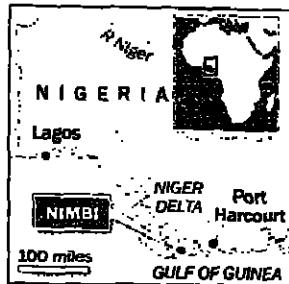 R Niger
NIGERIA
Lagos
NIGER
DELTA
Port
Harcourt
NIMBI
100 miles
GULF OF GUINEA